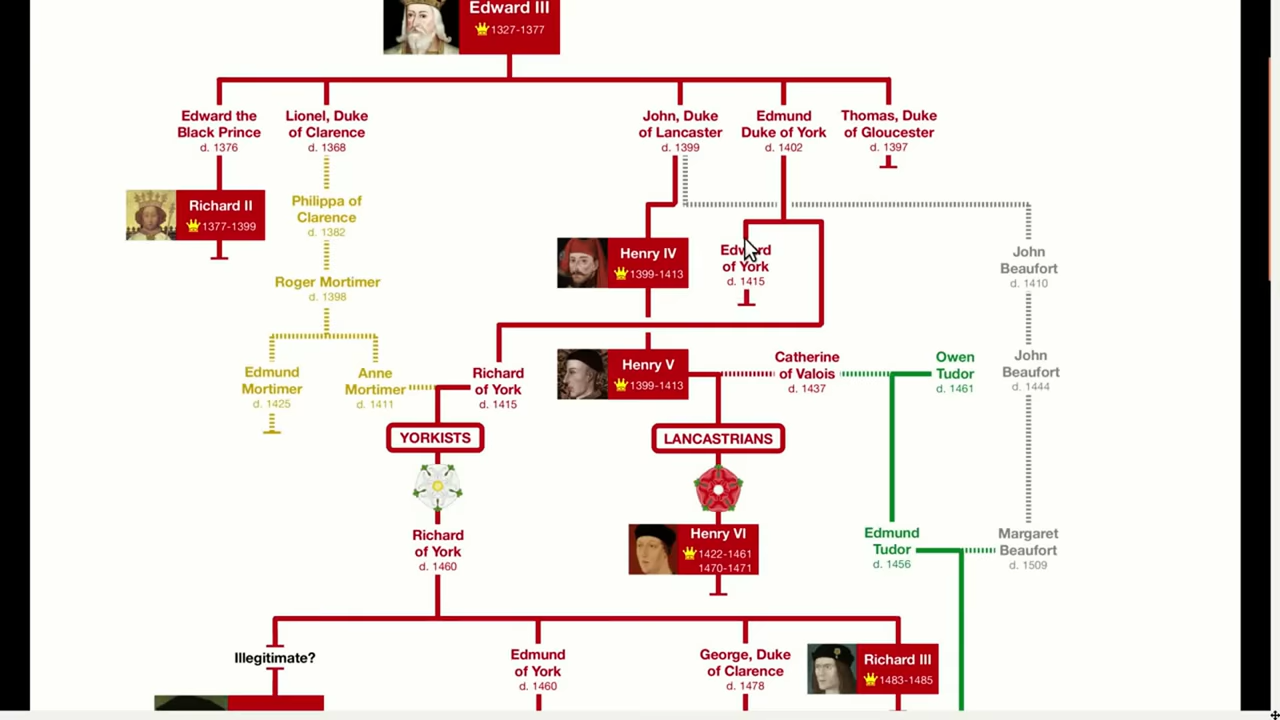 Edward III
1327-1377
Edward the
Black Prince
d. 1376
Lionel, Duke
of Clarence
d. 1368
John, Duke
of Lancaster
d. 1399
Edmund
Duke of York
d. 1402
Thomas, Duke
of Gloucester
d. 1397
Richard II
1377-1399
Philippa of
Clarence
d. 1382
Henry IV
1399-1413
Edward
of York
d. 1415
John
Beaufort
d. 1410
Roger Mortimer
d. 1398
Edmund
Mortimer
d. 1425
Anne
Mortimer
d. 1411
Richard
of York
d. 1415
Henry V
1399-1413
Catherine
of Valois
d. 1437
Owen
Tudor
d. 1461
John
Beaufort
d. 1444
YORKISTS
LANCASTRIANS
Richard
of York
d. 1460
Henry VI
1422-1461
1470-1471
Edmund
Tudor
d. 1456
Margaret
Beaufort
d. 1509
Illegitimate?
Edmund
of York
d. 1460
George, Duke
of Clarence
d. 1478
Richard III
1483-1485